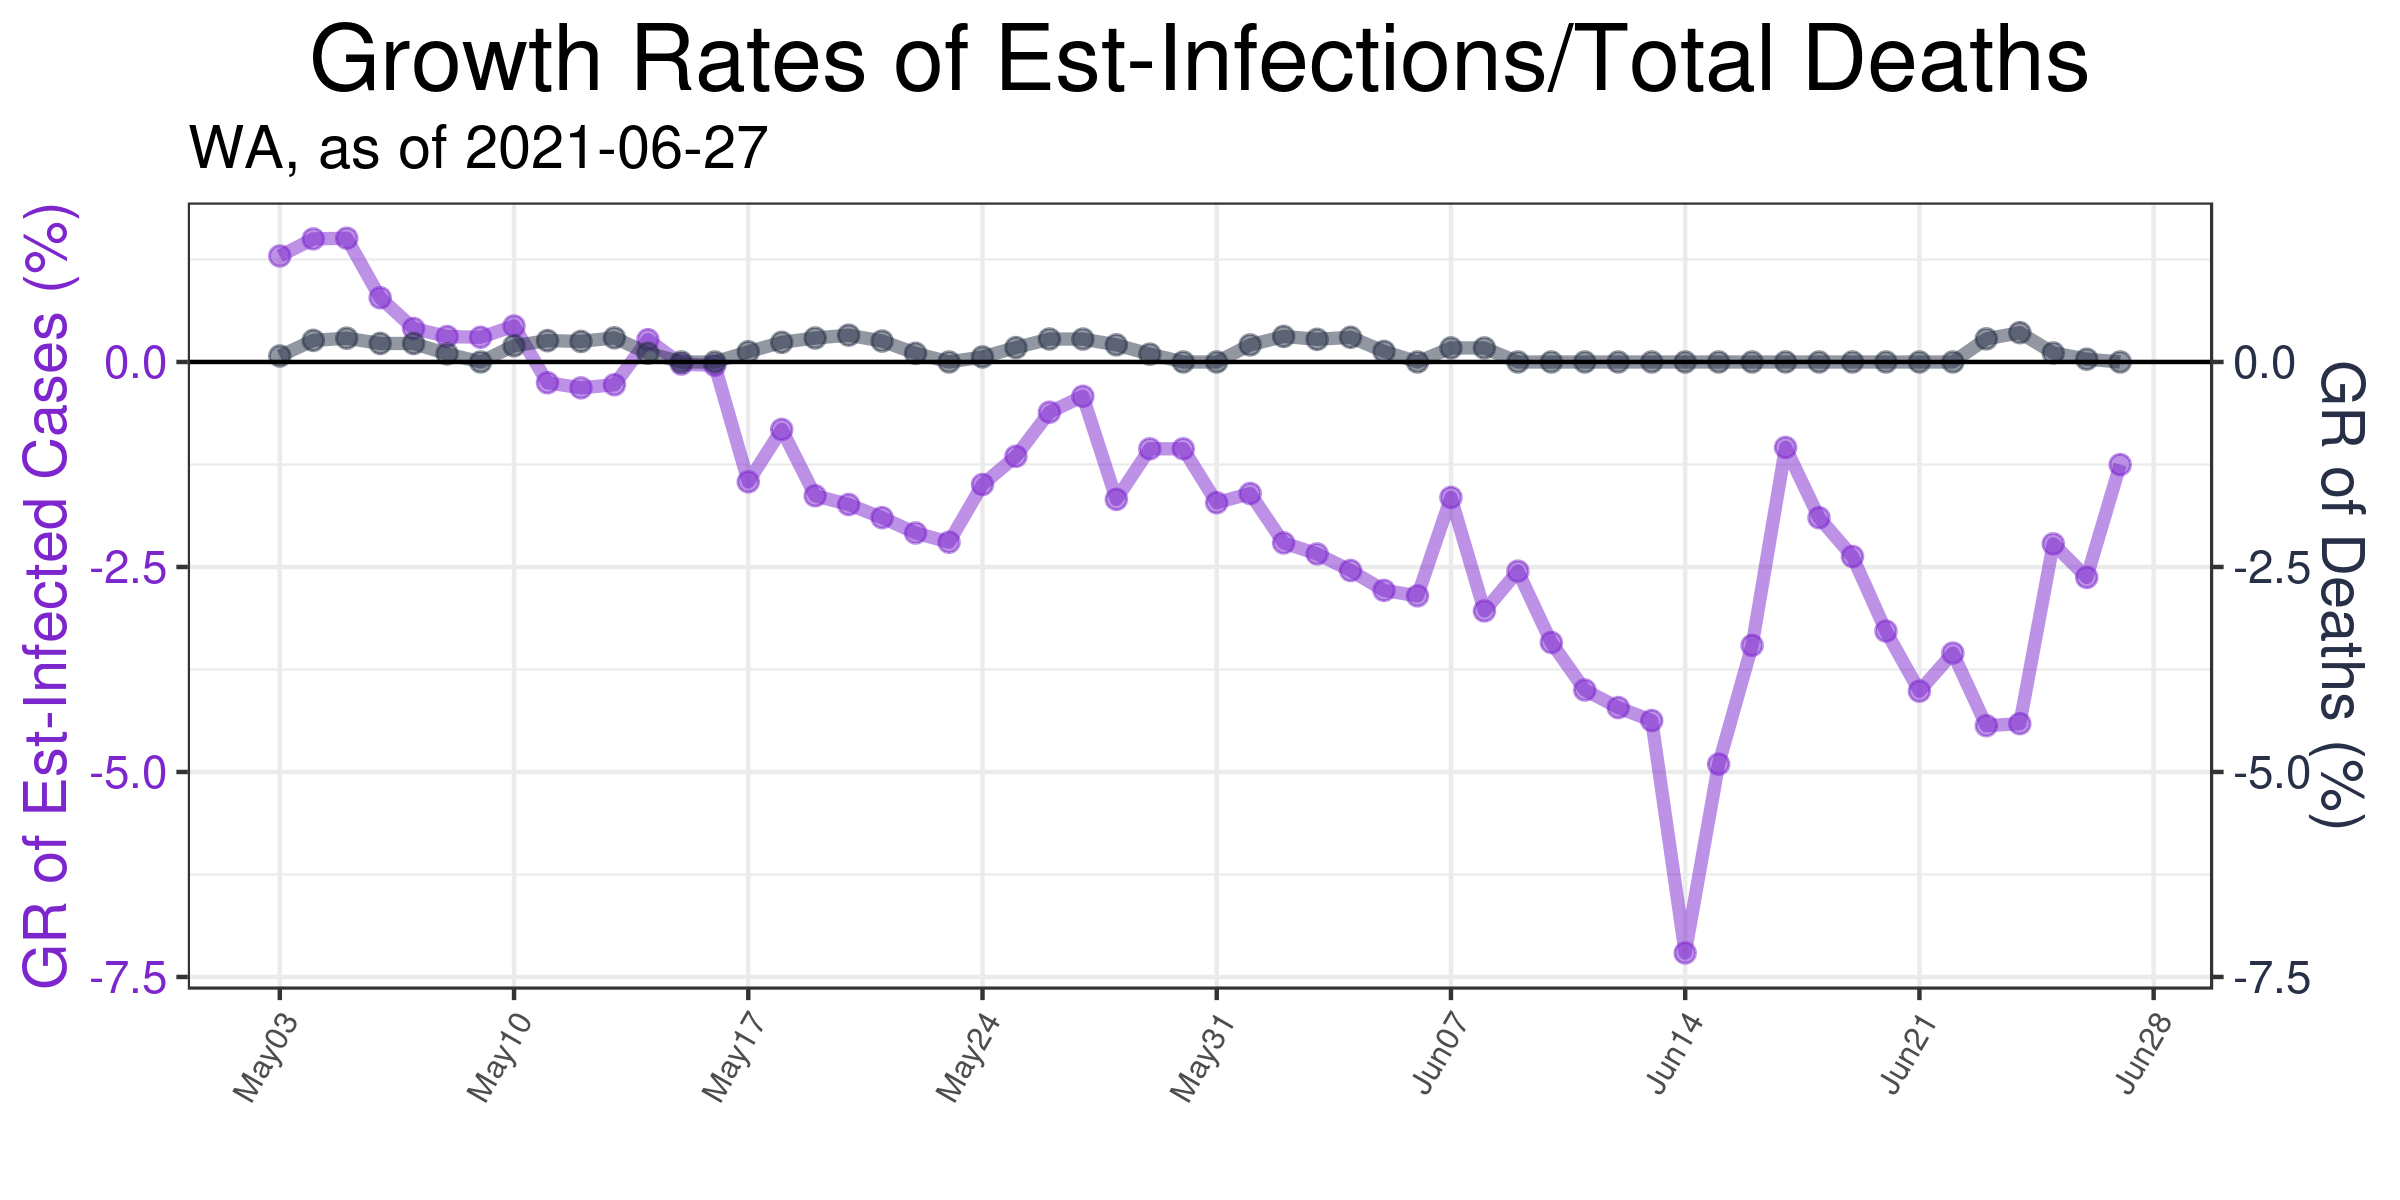 Growth Rates of Est-Infections/Total Deaths
WA, as of 2021-06-27
GR of Est-Infected Cases (%)
0.0
-2.5
-5.0
-7.5
0.0
-2.5
-5.0
-7.5
GR of Deaths (%)
May03
May10
May17
May24
May31
Jun07
Jun14
Jun21
Jun28